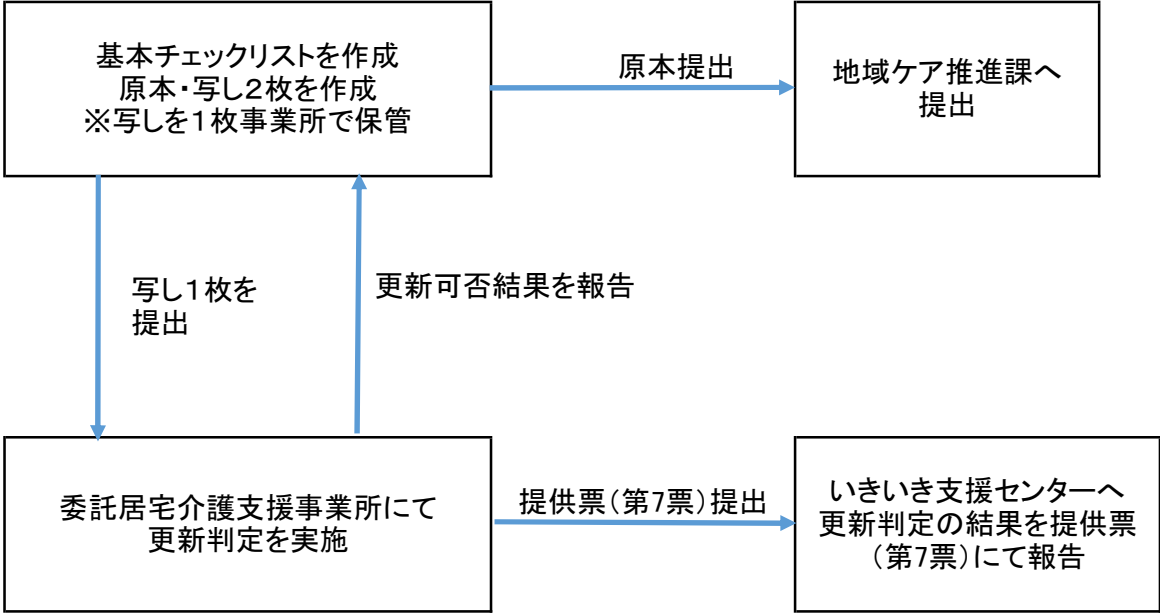 基本チェックリストを作成
原本・写し2枚を作成
※写しを1枚事業所で保管
原本提出
地域ケア推進課へ
提出
写し1枚を
提出
更新可否結果を報告
委託居宅介護支援事業所にて
更新判定を実施
提供票(第7票)提出
いきいき支援センターへ
更新判定の結果を提供票
(第7票)にて報告